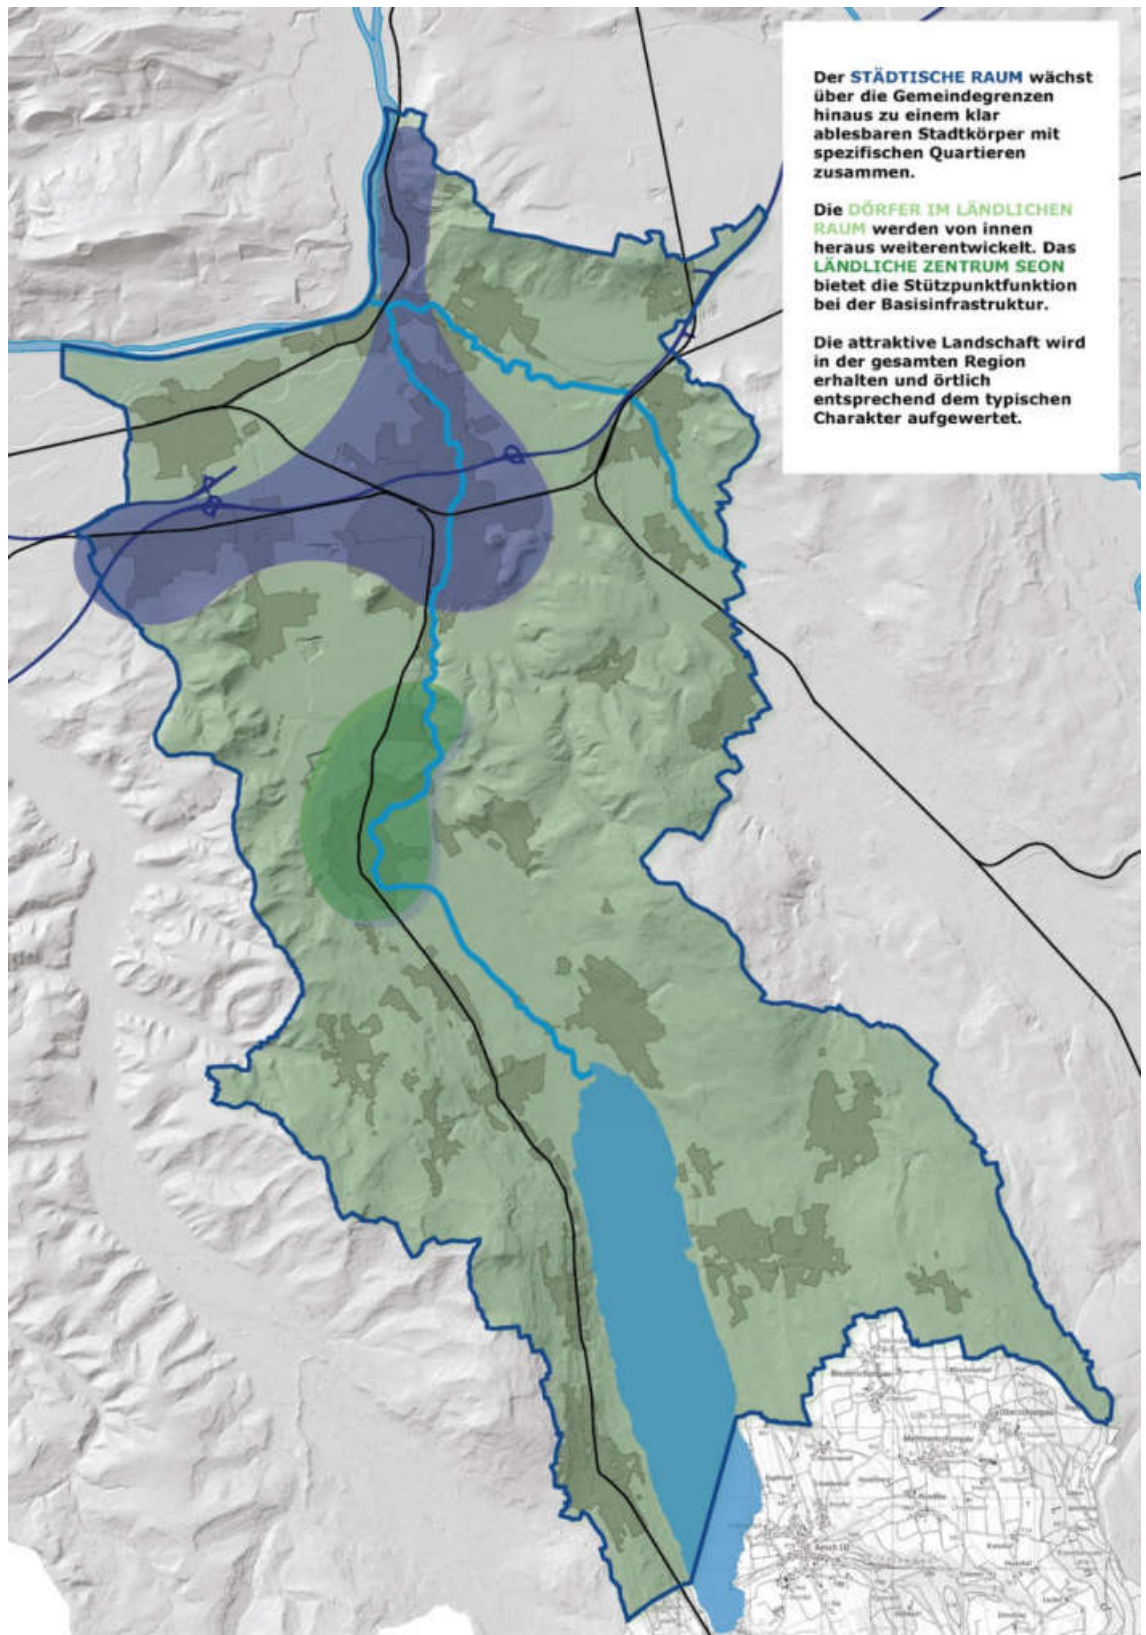 Der STÄDTISCHE RAUM wächst
über die Gemeindegrenzen
hinaus zu einem klar
ablesbaren Stadtkörper mit
spezifischen Quartieren
zusammen.
Die DÖRFER IM LÄNDLICHEN
RAUM werden von innen
heraus weiterentwickelt. Das
LÄNDLICHE ZENTRUM SEON
bietet die Stützpunktfunktion
bei der Basisinfrastruktur.
Die attraktive Landschaft wird
in der gesamten Region
erhalten und örtlich
entsprechend dem typischen
Charakter aufgewertet.
Aesch LU